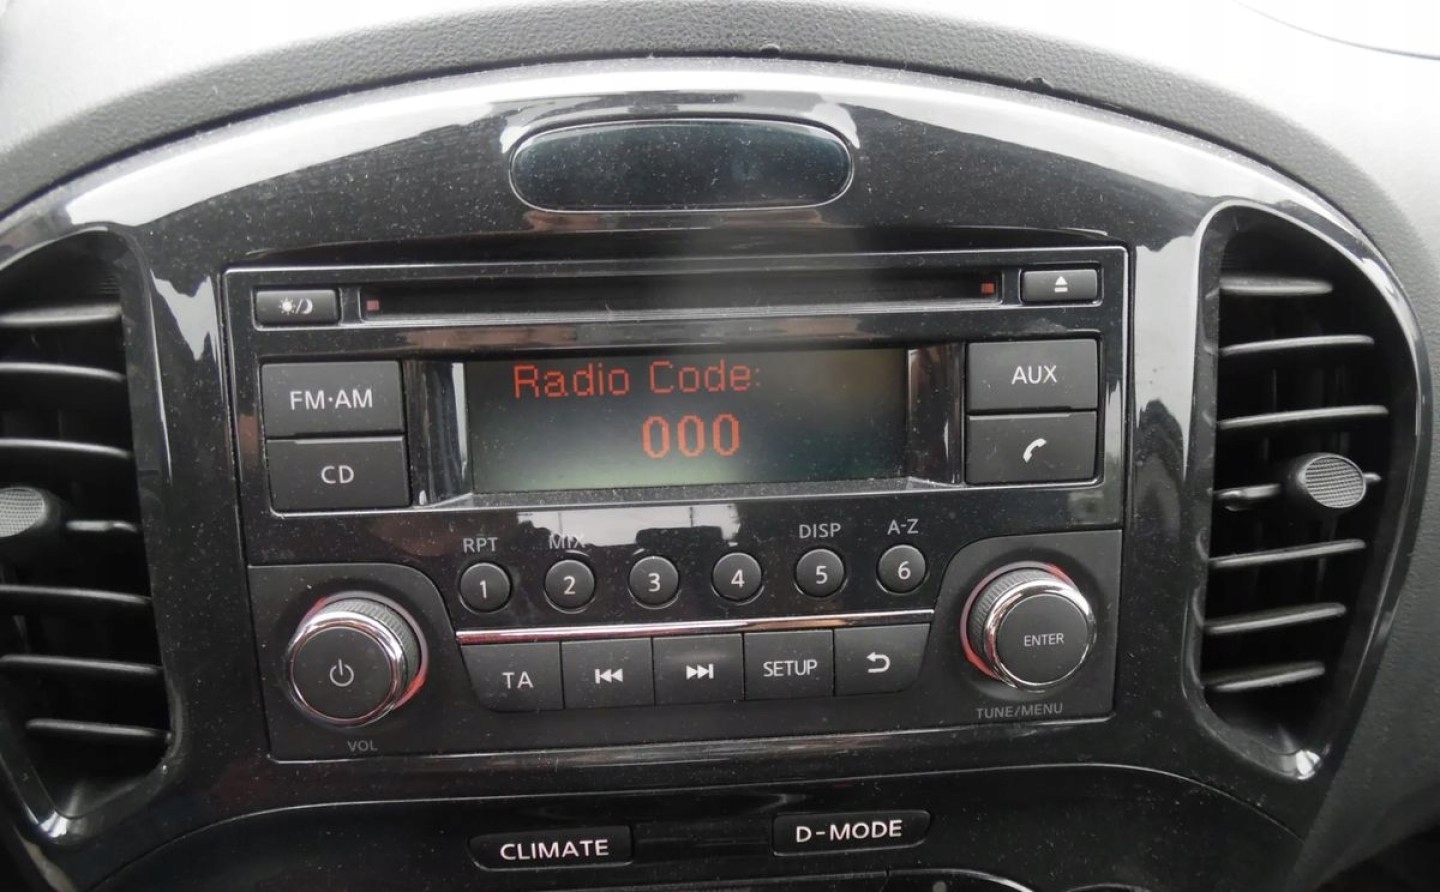 FM·AM
CD
Radio Code:
000
AUX
RPT
MIX
DISP
A-Z
1
2
3
4
5
6
TA
SETUP
ENTER
VOL
TUNE/MENU
CLIMATE
D-MODE